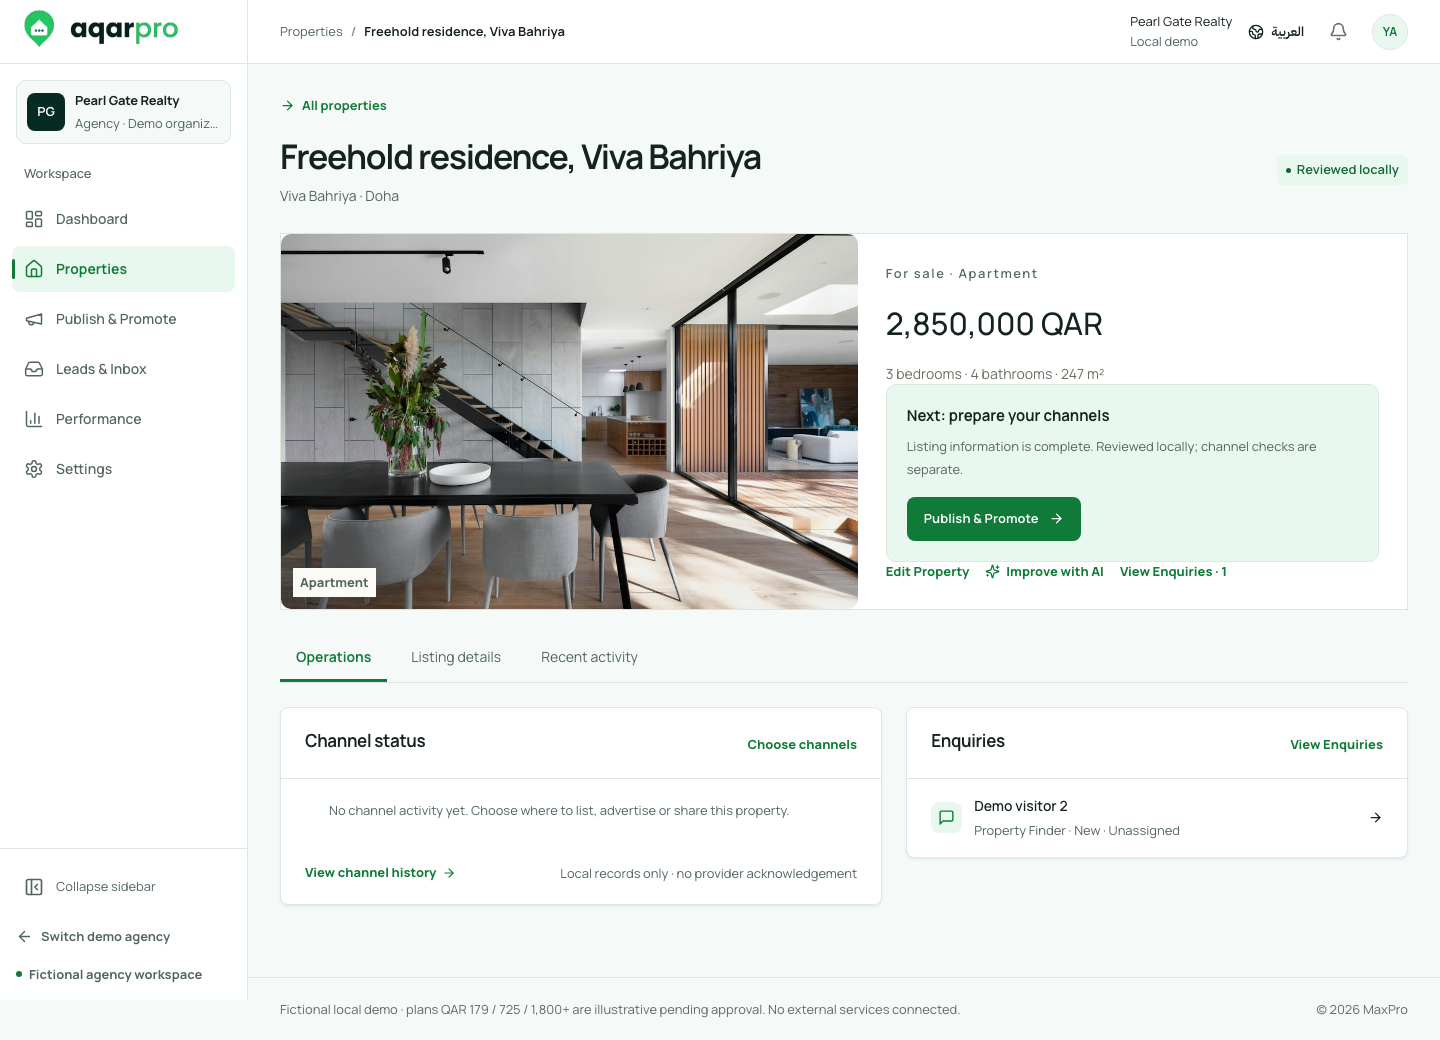 aqarpro
Properties / Freehold residence, Viva Bahriya
Pearl Gate Realty
Local demo
العربية
YA
PG
Pearl Gate Realty
Agency · Demo organiz...
Workspace
Dashboard
Properties
Publish & Promote
Leads & Inbox
Performance
Settings
Collapse sidebar
Switch demo agency
Fictional agency workspace
All properties
Freehold residence, Viva Bahriya
Viva Bahriya · Doha
Reviewed locally
Apartment
For sale · Apartment
2,850,000 QAR
3 bedrooms · 4 bathrooms · 247 m²
Next: prepare your channels
Listing information is complete. Reviewed locally; channel checks are
separate.
Publish & Promote
Edit Property Improve with AI View Enquiries · 1
Operations Listing details Recent activity
Channel status
Choose channels
No channel activity yet. Choose where to list, advertise or share this property.
View channel history
Local records only · no provider acknowledgement
Enquiries
View Enquiries
Demo visitor 2
Property Finder · New · Unassigned
Fictional local demo · plans QAR 179 / 725 / 1,800+ are illustrative pending approval. No external services connected.
© 2026 MaxPro